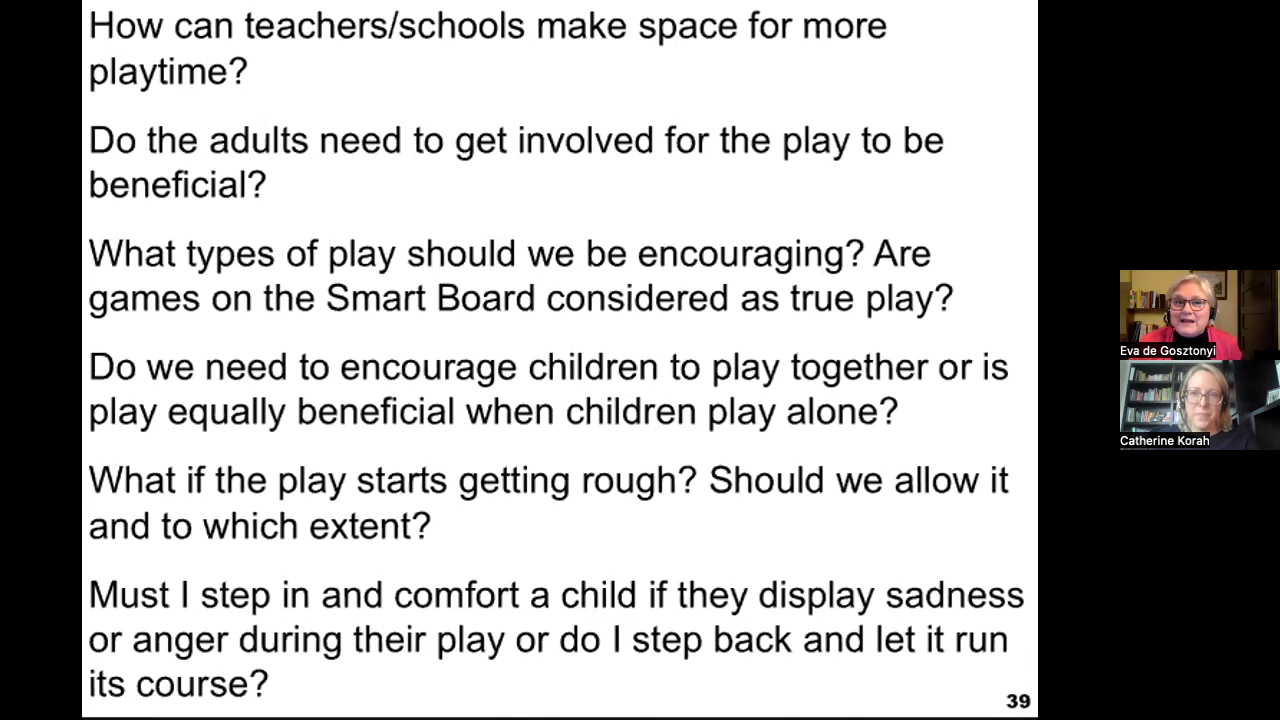 How can teachers/schools make space for more
playtime?
Do the adults need to get involved for the play to be
beneficial?
What types of play should we be encouraging? Are
games on the Smart Board considered as true play?
Do we need to encourage children to play together or is
play equally beneficial when children play alone?
What if the play starts getting rough? Should we allow it
and to which extent?
Must I step in and comfort a child if they display sadness
or anger during their play or do I step back and let it run
its course?
39
Eva de Gosztonyi
Catherine Korah